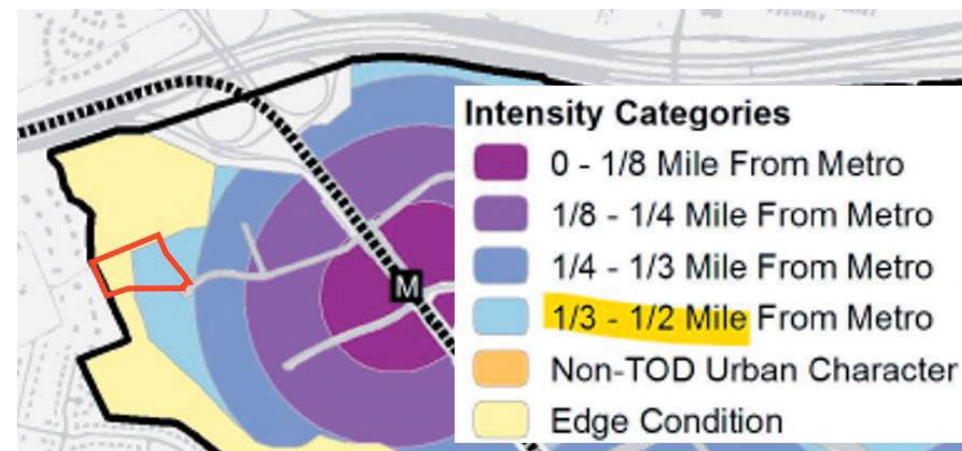 M
Intensity Categories
0 - 1/8 Mile From Metro
1/8 - 1/4 Mile From Metro
1/4 - 1/3 Mile From Metro
1/3 - 1/2 Mile From Metro
Non-TOD Urban Character
Edge Condition